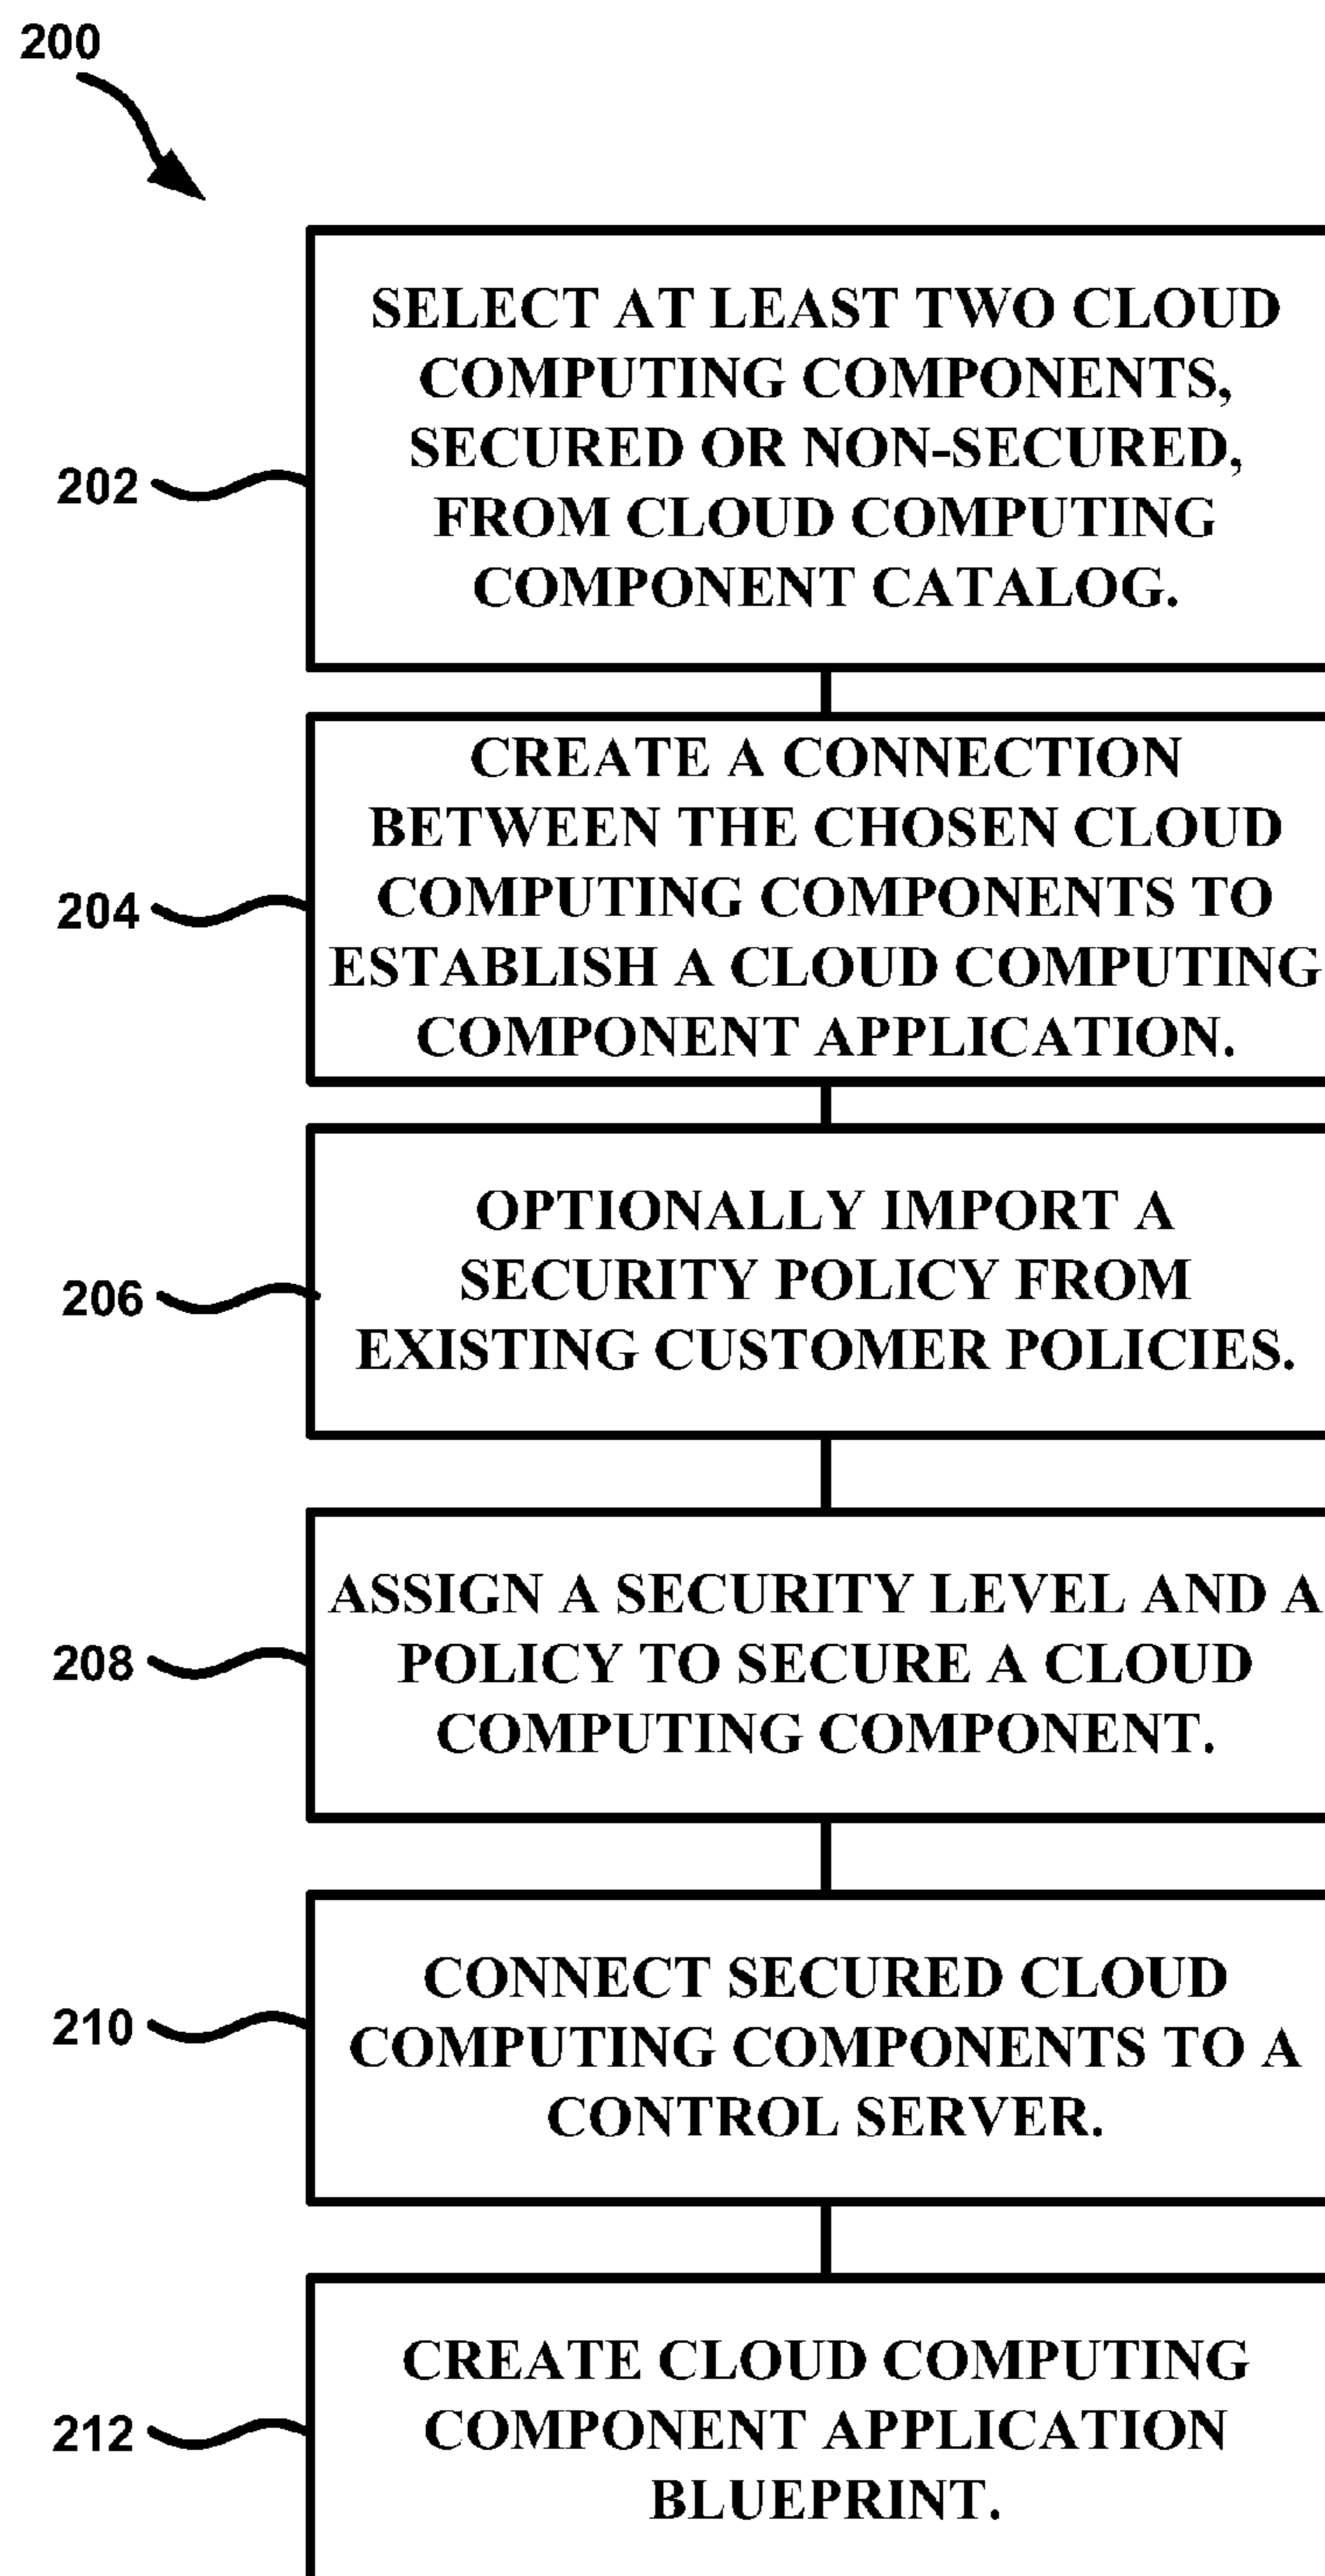 200
SELECT AT LEAST TWO CLOUD
COMPUTING COMPONENTS,
SECURED OR NON-SECURED,
FROM CLOUD COMPUTING
COMPONENT CATALOG.
202
CREATE A CONNECTION
BETWEEN THE CHOSEN CLOUD
COMPUTING COMPONENTS TO
ESTABLISH A CLOUD COMPUTING
COMPONENT APPLICATION.
204
OPTIONALLY IMPORT A
SECURITY POLICY FROM
EXISTING CUSTOMER POLICIES.
206
ASSIGN A SECURITY LEVEL AND A
POLICY TO SECURE A CLOUD
COMPUTING COMPONENT.
208
CONNECT SECURED CLOUD
COMPUTING COMPONENTS TO A
CONTROL SERVER.
210
CREATE CLOUD COMPUTING
COMPONENT APPLICATION
BLUEPRINT.
212